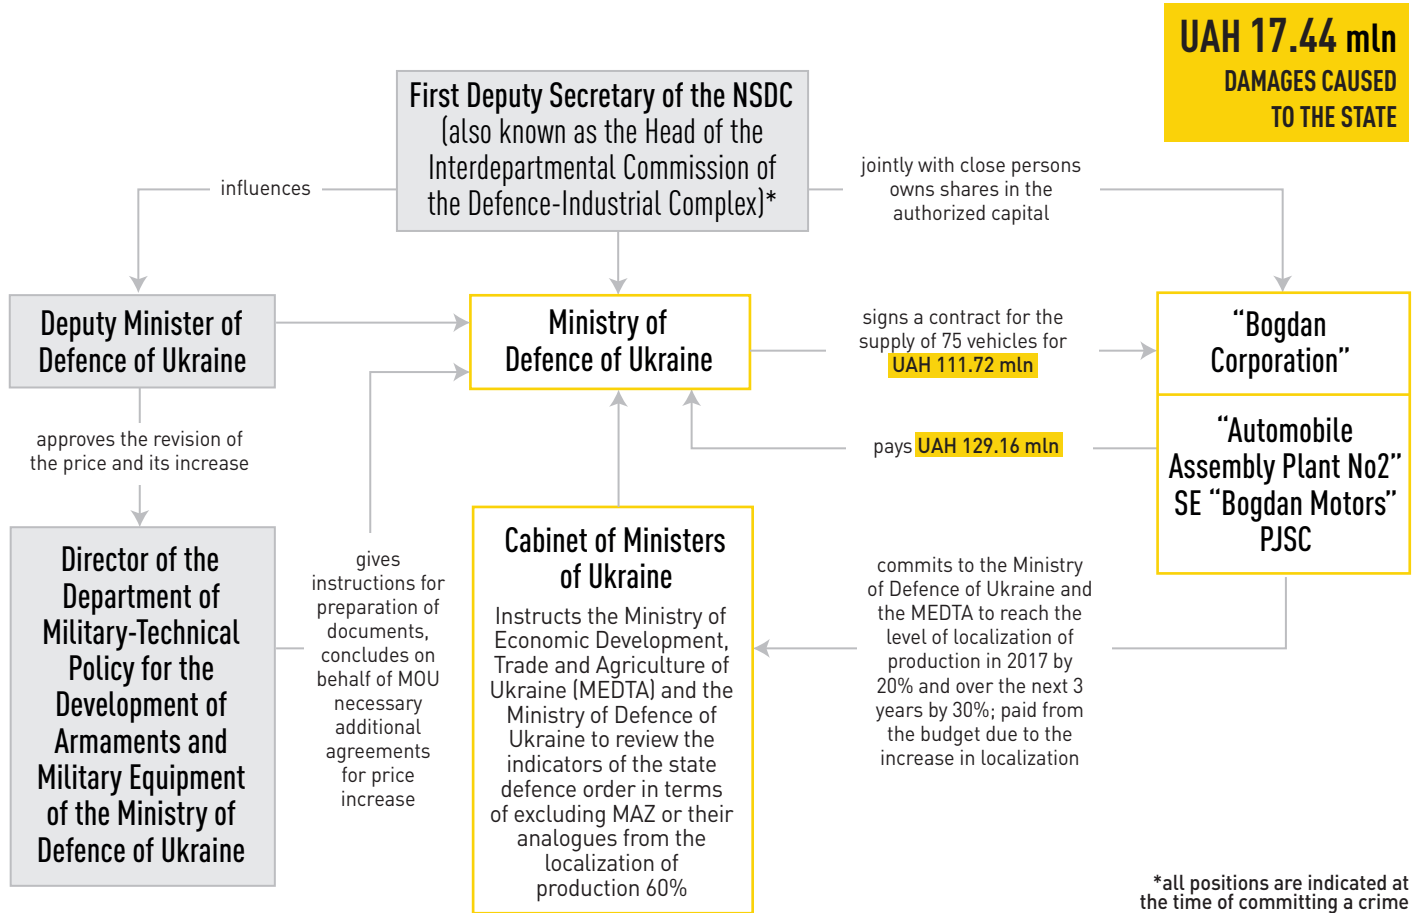 UAH 17.44 mln
DAMAGES CAUSED
TO THE STATE
First Deputy Secretary of the NSDC
(also known as the Head of the
Interdepartmental Commission of
the Defence-Industrial Complex)*
influences
jointly with close persons
owns shares in the
authorized capital
Deputy Minister of
Defence of Ukraine
Ministry of
Defence of Ukraine
signs a contract for the
supply of 75 vehicles for
UAH 111.72 mln
“Bogdan
Corporation”
approves the revision of
the price and its increase
pays UAH 129.16 mln
“Automobile
Assembly Plant No2”
SE “Bogdan Motors”
PJSC
Director of the
Department of
Military-Technical
Policy for the
Development of
Armaments and
Military Equipment
of the Ministry of
Defence of Ukraine
gives
instructions for
preparation of
documents,
concludes on
behalf of MOU
necessary
additional
agreements
for price
increase
Cabinet of Ministers
of Ukraine
Instructs the Ministry of
Economic Development,
Trade and Agriculture of
Ukraine (MEDTA) and the
Ministry of Defence of
Ukraine to review the
indicators of the state
defence order in terms
of excluding MAZ or their
analogues from the
localization of
production 60%
commits to the Ministry
of Defence of Ukraine and
the MEDTA to reach the
level of localization of
production in 2017 by
20% and over the next 3
years by 30%; paid from
the budget due to the
increase in localization
*all positions are indicated at
the time of committing a crime